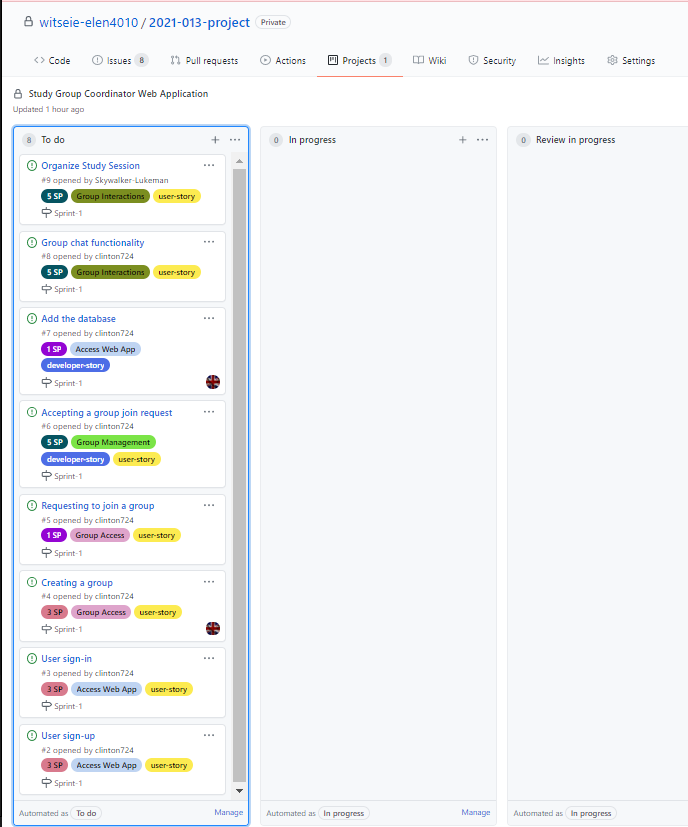 witseie-elen4010 / 2021-013-project Private
Code Issues 8 Pull requests Actions Projects 1 Wiki Security Insights Settings
Study Group Coordinator Web Application
Updated 1 hour ago
8 To do
Organize Study Session
#9 opened by Skywalker-Lukeman
5 SP Group Interactions user-story
Sprint-1
Group chat functionality
#8 opened by clinton724
5 SP Group Interactions user-story
Sprint-1
Add the database
#7 opened by clinton724
1 SP Access Web App
developer-story
Sprint-1
Accepting a group join request
#6 opened by clinton724
5 SP Group Management
developer-story user-story
Sprint-1
Requesting to join a group
#5 opened by clinton724
1 SP Group Access user-story
Sprint-1
Creating a group
#4 opened by clinton724
3 SP Group Access user-story
Sprint-1
User sign-in
#3 opened by clinton724
3 SP Access Web App user-story
Sprint-1
User sign-up
#2 opened by clinton724
3 SP Access Web App user-story
Sprint-1
Automated as To do Manage
0 In progress
Automated as In progress Manage
0 Review in progress
Automated as In progress